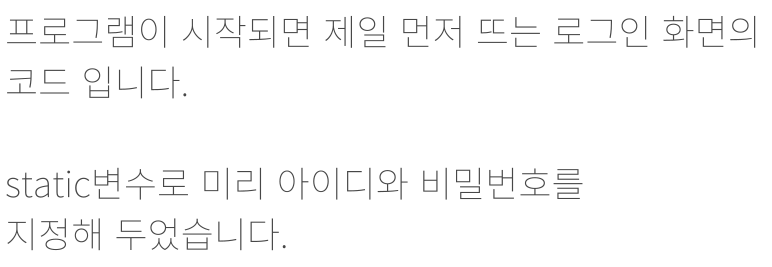 프로그램이 시작되면 제일 먼저 뜨는 로그인 화면의
코드 입니다.
static변수로 미리 아이디와 비밀번호를
지정해 두었습니다.